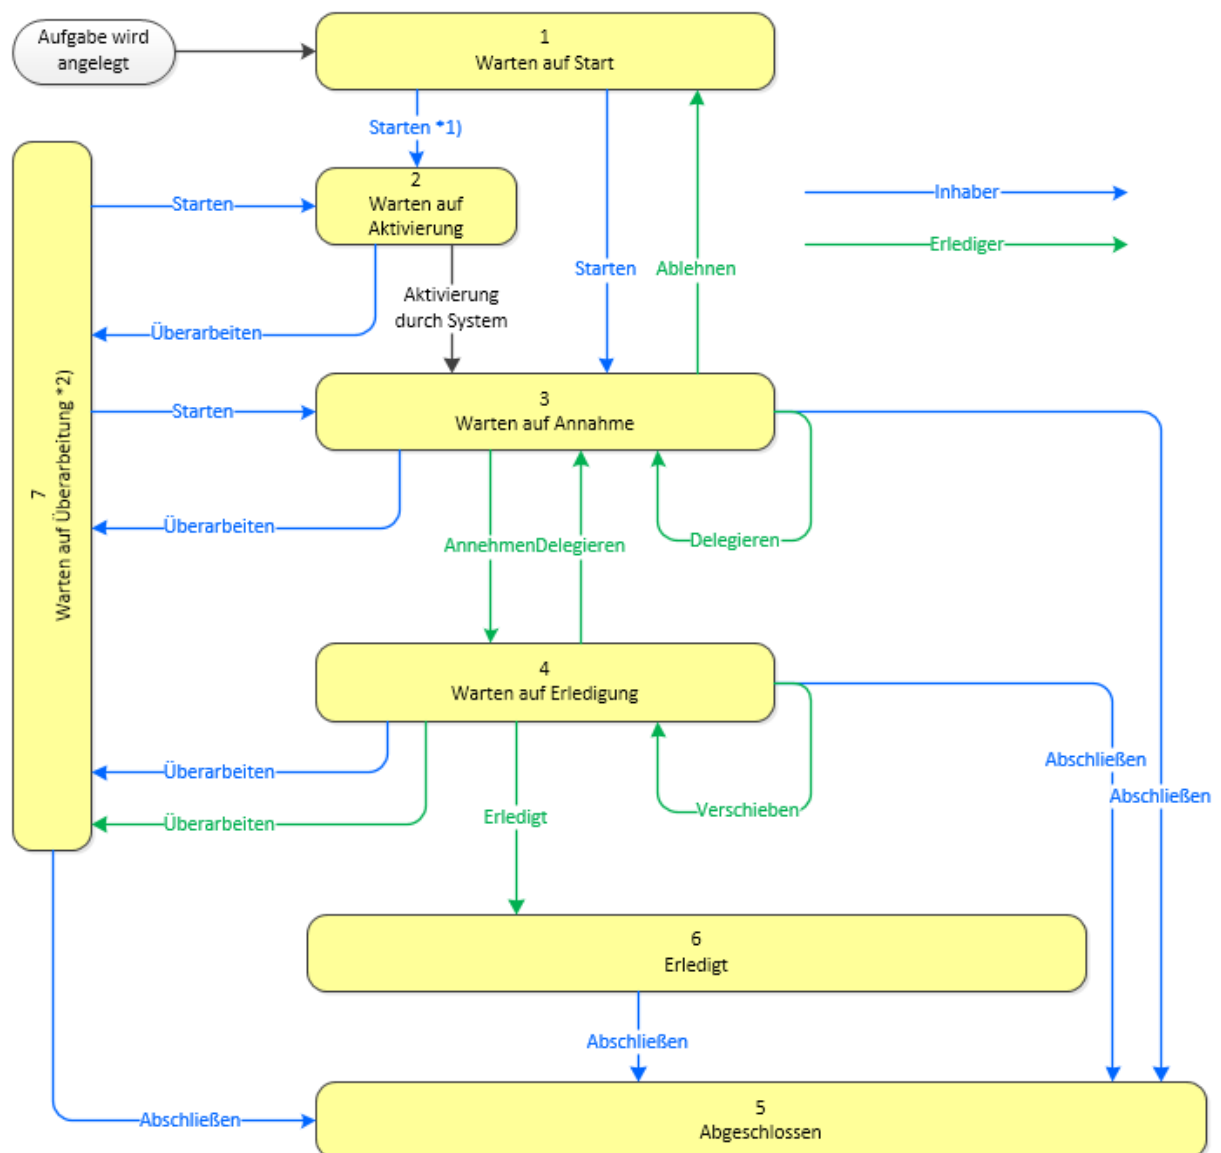 Aufgabe wird
angelegt
1
Warten auf Start
Starten *1)
2
Warten auf
Aktivierung
Starten
Inhaber
Erlediger
Starten
Ablehnen
Aktivierung
durch System
Überarbeiten
7
Warten auf Überarbeitung *2)
3
Warten auf Annahme
Starten
Überarbeiten
Annehmen
Delegieren
Delegieren
4
Warten auf Erledigung
Überarbeiten
Überarbeiten
Erledigt
Verschieben
Abschließen
Abschließen
6
Erledigt
Abschließen
Abschließen
5
Abgeschlossen